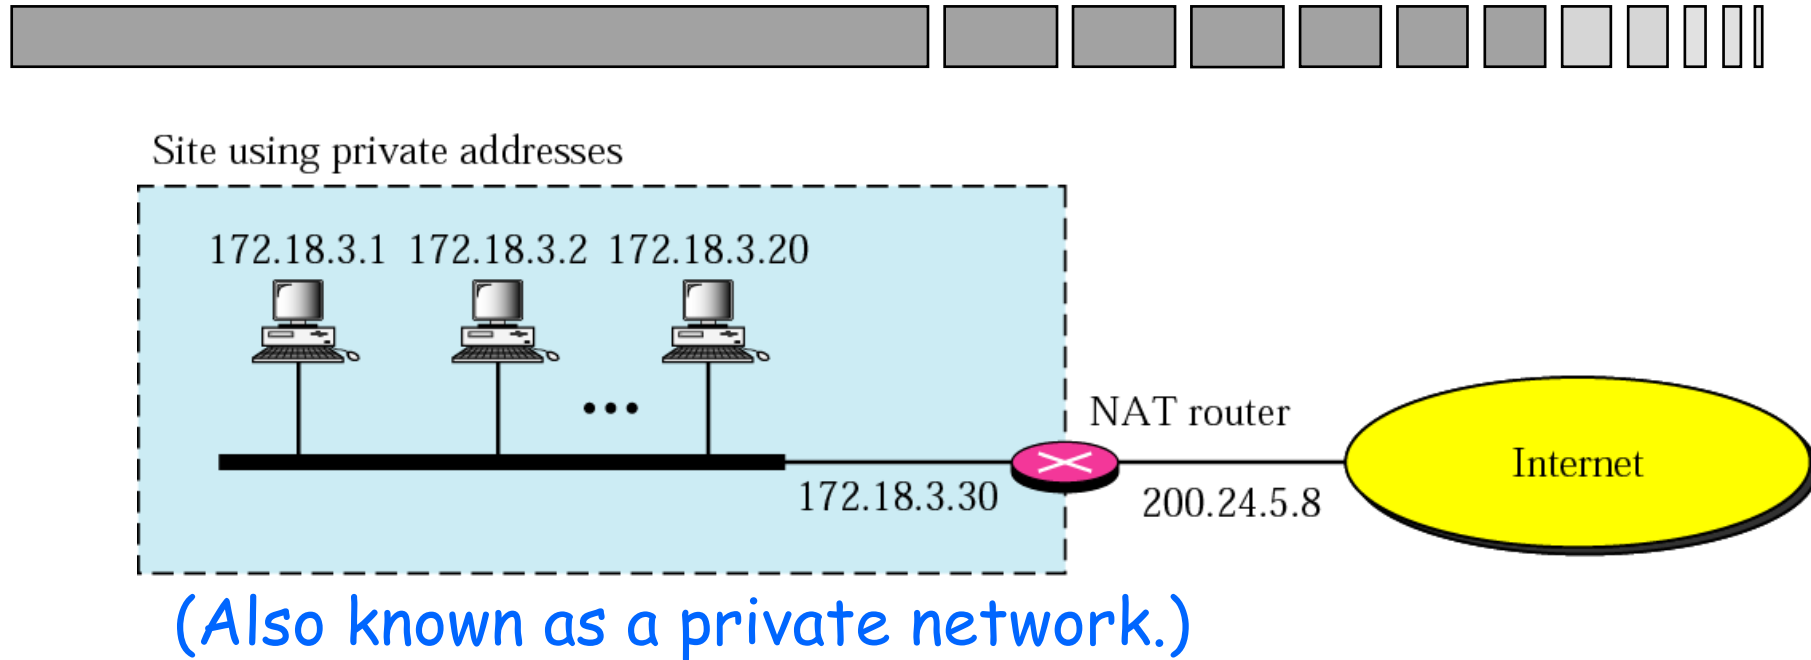 Site using private addresses
172.18.3.1 172.18.3.2 172.18.3.20
NAT router
Internet
172.18.3.30
200.24.5.8
(Also known as a private network.)